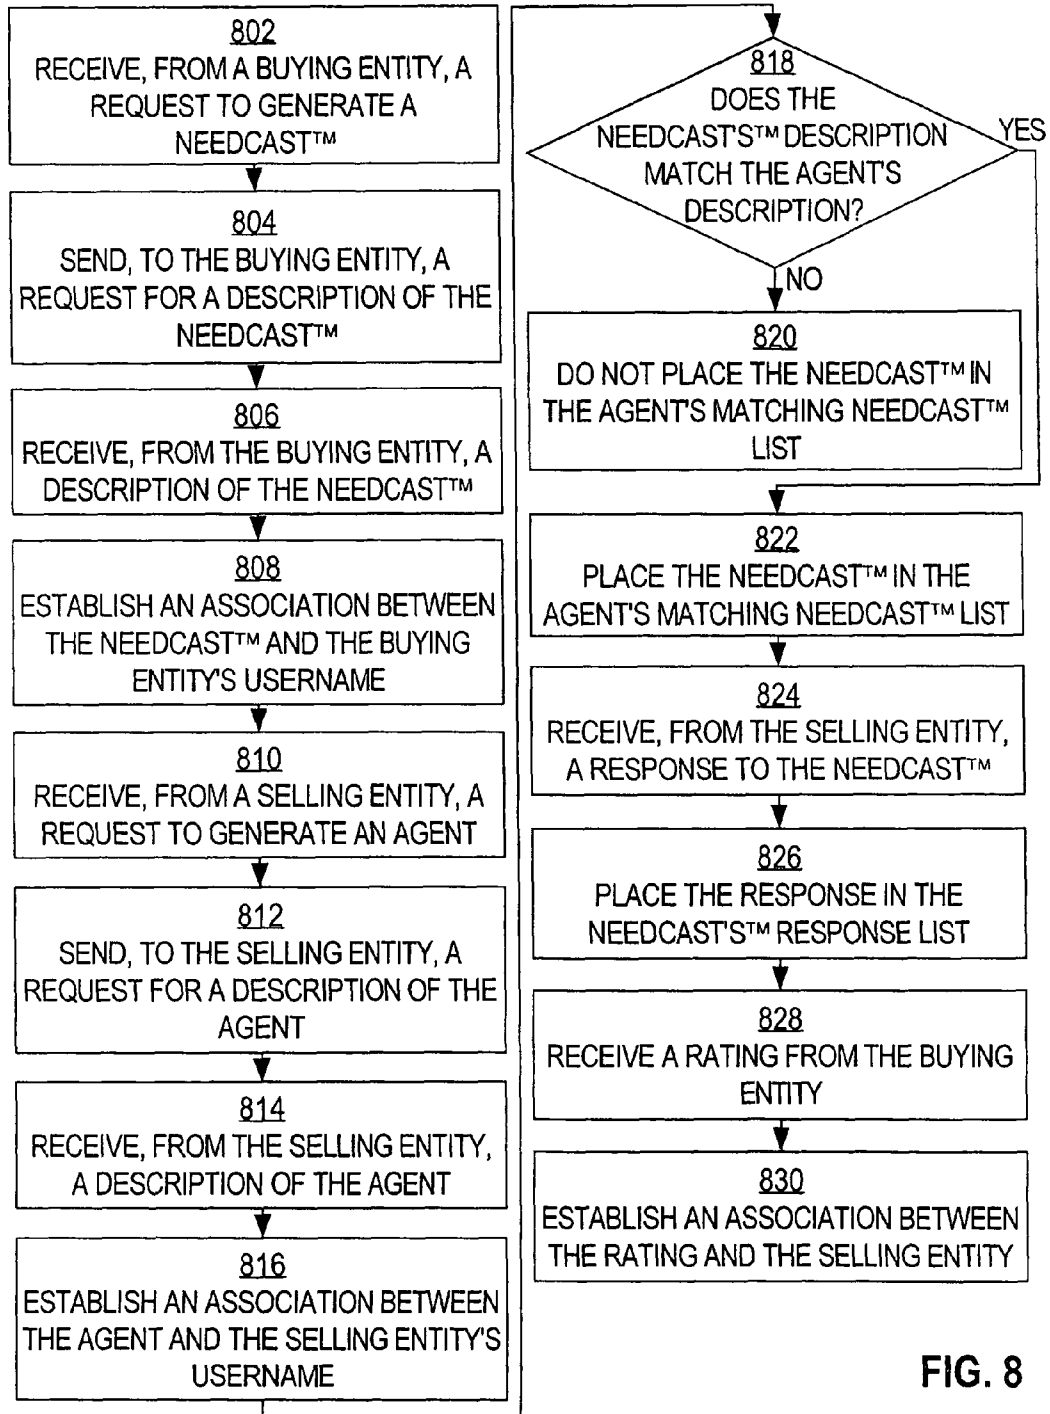 802
RECEIVE, FROM A BUYING ENTITY, A
REQUEST TO GENERATE A
NEEDCAST™
804
SEND, TO THE BUYING ENTITY, A
REQUEST FOR A DESCRIPTION OF THE
NEEDCAST™
806
RECEIVE, FROM THE BUYING ENTITY, A
DESCRIPTION OF THE NEEDCAST™
808
ESTABLISH AN ASSOCIATION BETWEEN
THE NEEDCAST™ AND THE BUYING
ENTITY'S USERNAME
810
RECEIVE, FROM A SELLING ENTITY, A
REQUEST TO GENERATE AN AGENT
812
SEND, TO THE SELLING ENTITY, A
REQUEST FOR A DESCRIPTION OF THE
AGENT
814
RECEIVE, FROM THE SELLING ENTITY,
A DESCRIPTION OF THE AGENT
816
ESTABLISH AN ASSOCIATION BETWEEN
THE AGENT AND THE SELLING ENTITY'S
USERNAME
818
DOES THE
NEEDCAST'S™ DESCRIPTION
MATCH THE AGENT'S
DESCRIPTION?
YES
NO
820
DO NOT PLACE THE NEEDCAST™ IN
THE AGENT'S MATCHING NEEDCAST™
LIST
822
PLACE THE NEEDCAST™ IN THE
AGENT'S MATCHING NEEDCAST™ LIST
824
RECEIVE, FROM THE SELLING ENTITY,
A RESPONSE TO THE NEEDCAST™
826
PLACE THE RESPONSE IN THE
NEEDCAST'S™ RESPONSE LIST
828
RECEIVE A RATING FROM THE BUYING
ENTITY
830
ESTABLISH AN ASSOCIATION BETWEEN
THE RATING AND THE SELLING ENTITY
FIG. 8